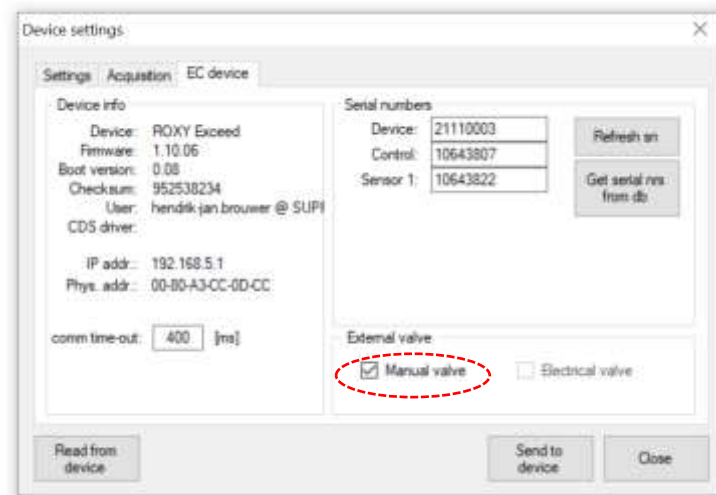 Device settings
Settings Acquisition EC device
Device info
Device: ROXY Exceed
Firmware: 1.10.06
Boot version: 0.08
Checksum: 952538234
User: hendrik-jan.brouwer @ SUPI
CDS driver:
IP addr.: 192.168.5.1
Phys. addr.: 00-80-A3-CC-0D-CC
comm time-out: 400 [ms]
Serial numbers
Device: 21110003
Control: 10643807
Sensor 1: 10643822
Refresh sn
Get serial nrs
from db
External valve
Manual valve Electrical valve
Read from
device
Send to
device
Close